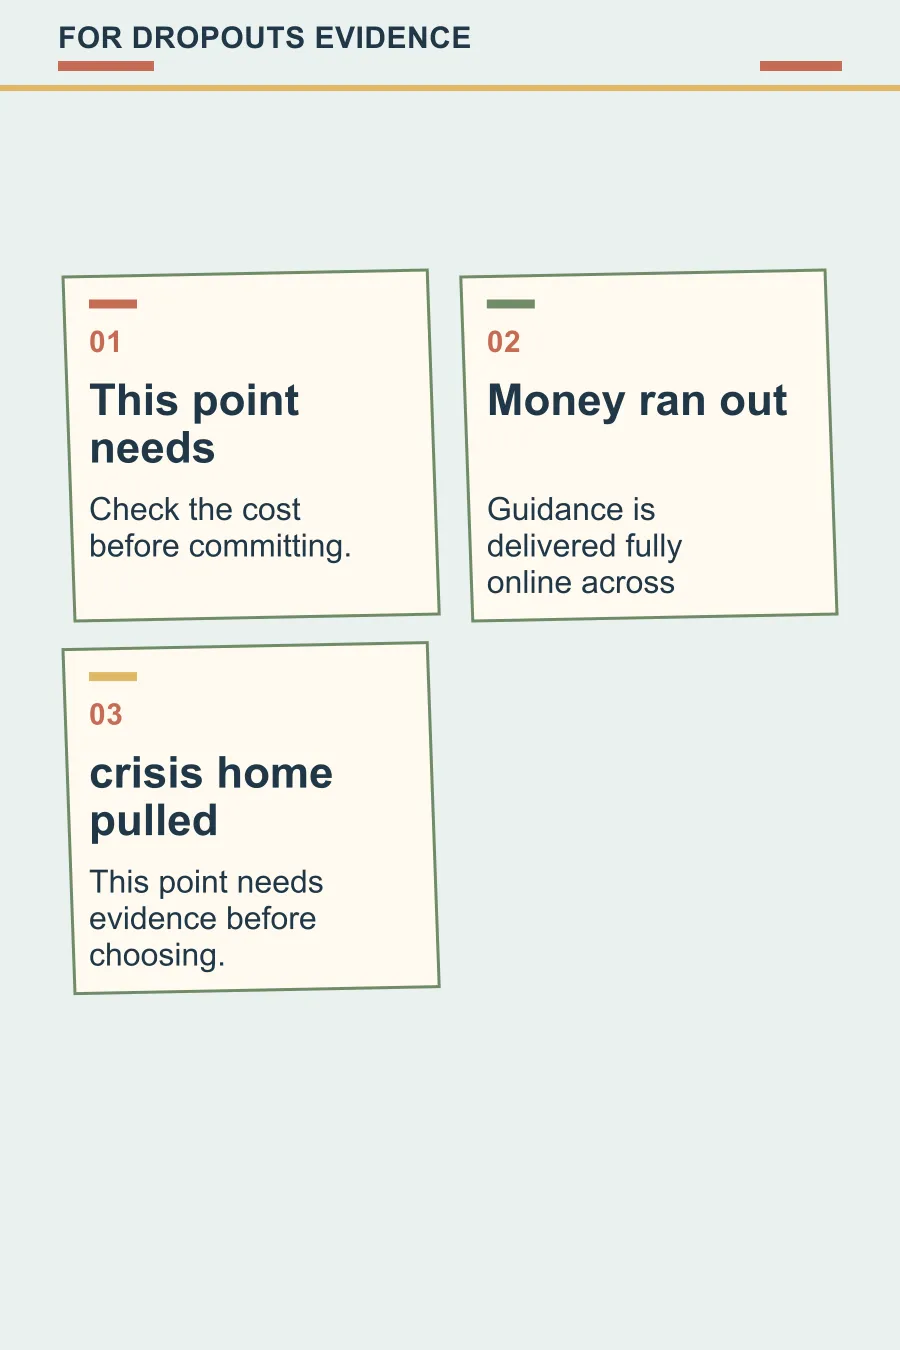 FOR DROPOUTS EVIDENCE
01
This point
needs
Check the cost
before committing.
02
Money ran out
Guidance is
delivered fully
online across
03
crisis home
pulled
This point needs
evidence before
choosing.